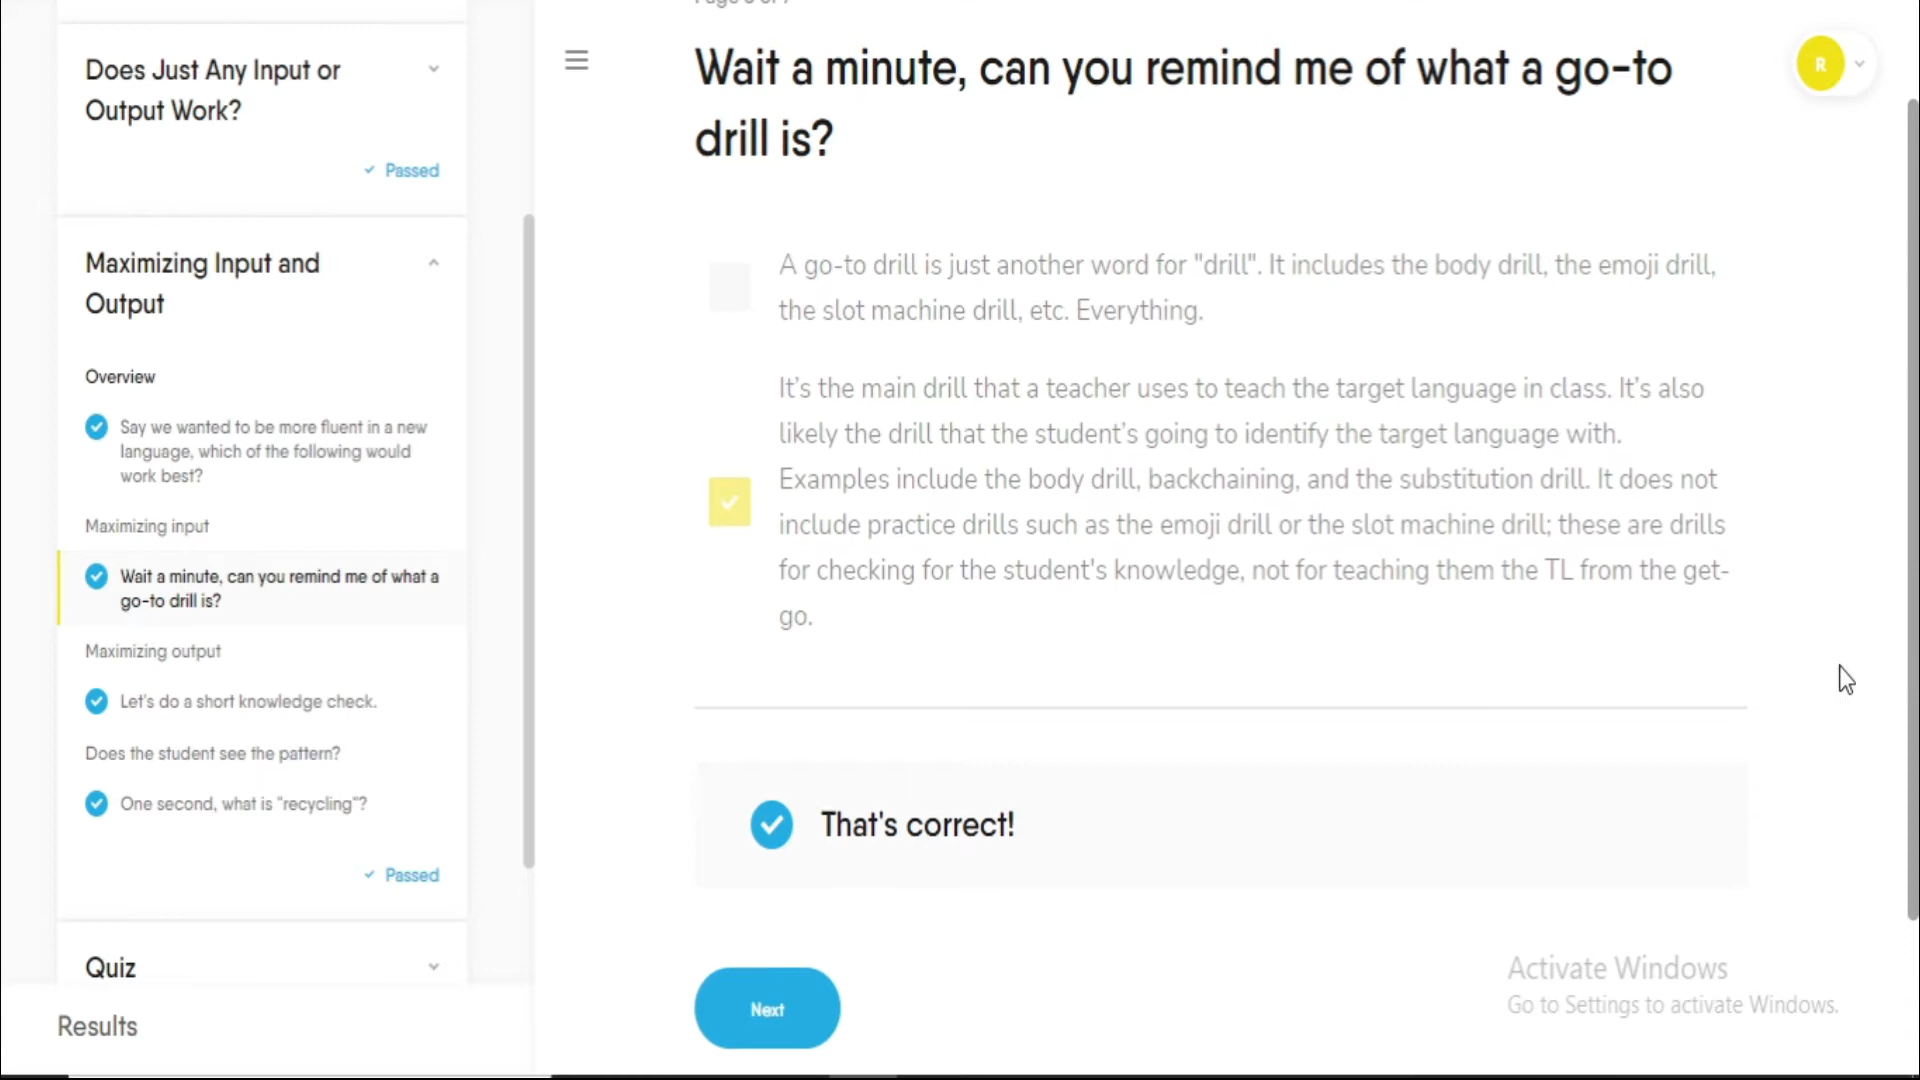 Does Just Any Input or
Output Work?
Passed
Maximizing Input and
Output
Overview
Say we wanted to be more fluent in a new
language, which of the following would
work best?
Maximizing input
Wait a minute, can you remind me of what a
go-to drill is?
Maximizing output
Let's do a short knowledge check.
Does the student see the pattern?
One second, what is "recycling"?
Passed
Quiz
Results
Wait a minute, can you remind me of what a go-to
drill is?
R
A go-to drill is just another word for "drill". It includes the body drill, the emoji drill,
the slot machine drill, etc. Everything.
It's the main drill that a teacher uses to teach the target language in class. It's also
likely the drill that the student's going to identify the target language with.
Examples include the body drill, backchaining, and the substitution drill. It does not
include practice drills such as the emoji drill or the slot machine drill; these are drills
for checking for the student's knowledge, not for teaching them the TL from the get-
go.
That's correct!
Next
Activate Windows
Go to Settings to activate Windows.